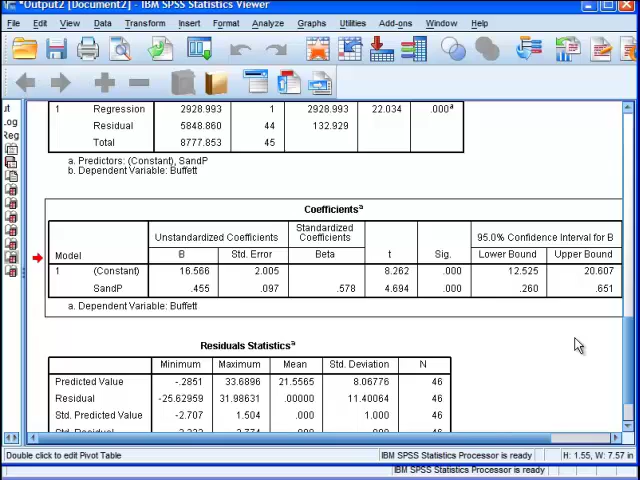 *Output2 [Document2] - IBM SPSS Statistics Viewer
File Edit View Data Transform Insert Format Analyze Graphs Utilities Add-ons Window Help
ut
Log
Reg
1 Regression 2928.993 1 2928.993 22.034 .000a
Residual 5848.860 44 132.929
Total 8777.853 45
a. Predictors: (Constant), SandP
b. Dependent Variable: Buffett
Coefficientsa
Model Unstandardized Coefficients Standardized Coefficients t Sig. 95.0% Confidence Interval for B
B Std. Error Beta Lower Bound Upper Bound
1 (Constant) 16.566 2.005 8.262 .000 12.525 20.607
SandP .455 .097 .578 4.694 .000 .260 .651
a. Dependent Variable: Buffett
Residuals Statisticsa
Minimum Maximum Mean Std. Deviation N
Predicted Value -.2851 33.6896 21.5565 8.06776 46
Residual -25.62959 31.98631 .00000 11.40064 46
Std. Predicted Value -2.707 1.504 .000 1.000 46
Double click to edit Pivot Table IBM SPSS Statistics Processor is ready H: 1.55, W: 7.57 in
IBM SPSS Statistics Processor is ready